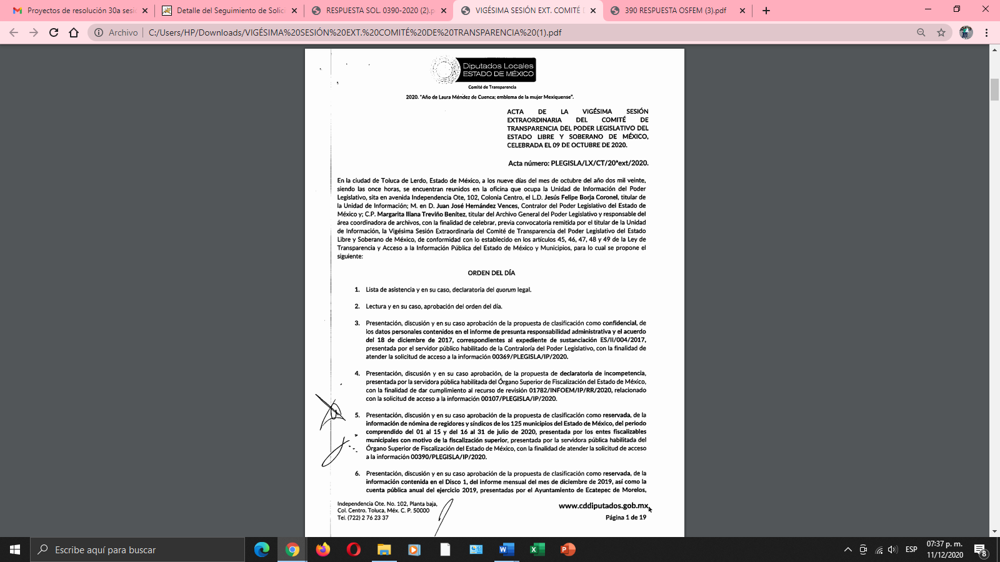 Proyectos de resolución 30a sesi
Detalle del Seguimiento de Solic
RESPUESTA SOL. 0390-2020 (2).p
VIGÉSIMA SESIÓN EXT. COMITÉ D
390 RESPUESTA OSFEM (3).pdf
Archivo
C:/Users/HP/Downloads/VIGÉSIMA%20SESIÓN%20EXT.%20COMITÉ%20DE%20TRANSPARENCIA%20(1).pdf
Diputados Locales
ESTADO DE MÉXICO
Comité de Transparencia
2020. "Año de Laura Méndez de Cuenca; emblema de la mujer Mexiquense".
ACTA DE LA VIGÉSIMA SESIÓN
EXTRAORDINARIA DEL COMITÉ DE
TRANSPARENCIA DEL PODER LEGISLATIVO DEL
ESTADO LIBRE Y SOBERANO DE MÉXICO,
CELEBRADA EL 09 DE OCTUBRE DE 2020.
Acta número: PLEGISLA/LX/CT/20ªext/2020.
En la ciudad de Toluca de Lerdo, Estado de México, a los nueve días del mes de octubre del año dos mil veinte,
siendo las once horas, se encuentran reunidos en la oficina que ocupa la Unidad de Información del Poder
Legislativo, sita en avenida Independencia Ote, 102, Colonia Centro, el L.D. Jesús Felipe Borja Coronel, titular de
la Unidad de Información; M. en D. Juan José Hernández Vences, Contralor del Poder Legislativo del Estado de
México y; C.P. Margarita Iliana Treviño Benítez, titular del Archivo General del Poder Legislativo y responsable del
área coordinadora de archivos, con la finalidad de celebrar, previa convocatoria remitida por el titular de la Unidad
de Información, la Vigésima Sesión Extraordinaria del Comité de Transparencia del Poder Legislativo del Estado
Libre y Soberano de México, de conformidad con lo establecido en los artículos 45, 46, 47, 48 y 49 de la Ley de
Transparencia y Acceso a la Información Pública del Estado de México y Municipios, para lo cual se propone el
siguiente:
ORDEN DEL DÍA
1. Lista de asistencia y en su caso, declaratoria del quorum legal.
2. Lectura y en su caso, aprobación del orden del día.
3. Presentación, discusión y en su caso aprobación de la propuesta de clasificación como confidencial, de
los datos personales contenidos en el informe de presunta responsabilidad administrativa y el acuerdo
del 18 de diciembre de 2017, correspondientes al expediente de sustanciación ES/II/004/2017,
presentada por el servidor público habilitado de la Contraloría del Poder Legislativo, con la finalidad de
atender la solicitud de acceso a la información 00369/PLEGISLA/IP/2020.
4. Presentación, discusión y en su caso aprobación, de la propuesta de declaratoria de incompetencia,
presentada por la servidora pública habilitada del Órgano Superior de Fiscalización del Estado de México,
con la finalidad de dar cumplimiento al recurso de revisión 01782/INFOEM/IP/RR/2020, relacionado
con la solicitud de acceso a la información 00107/PLEGISLA/IP/2020.
5. Presentación, discusión y en su caso aprobación de la propuesta de clasificación como reservada, de la
información de nómina de regidores y síndicos de los 125 municipios del Estado de México, del periodo
comprendido del 01 al 15 y del 16 al 31 de julio de 2020, presentada por los entes fiscalizables
municipales con motivo de la fiscalización superior, presentada por la servidora pública habilitada del
Órgano Superior de Fiscalización del Estado de México, con la finalidad de atender la solicitud de acceso
a la información 00390/PLEGISLA/IP/2020.
6. Presentación, discusión y en su caso aprobación de la propuesta de clasificación como reservada, de la
información contenida en el Disco 1, del informe mensual del mes de diciembre de 2019, así como la
cuenta pública anual del ejercicio 2019, presentadas por el Ayuntamiento de Ecatepec de Morelos,
Independencia Ote. No. 102, Planta baja,
Col. Centro. Toluca, Méx. C. P. 50000
Tel. (722) 2 76 23 37
www.cddiputados.gob.mx
Página 1 de 19
Escribe aquí para buscar
ESP
07:37 p. m.
11/12/2020
8